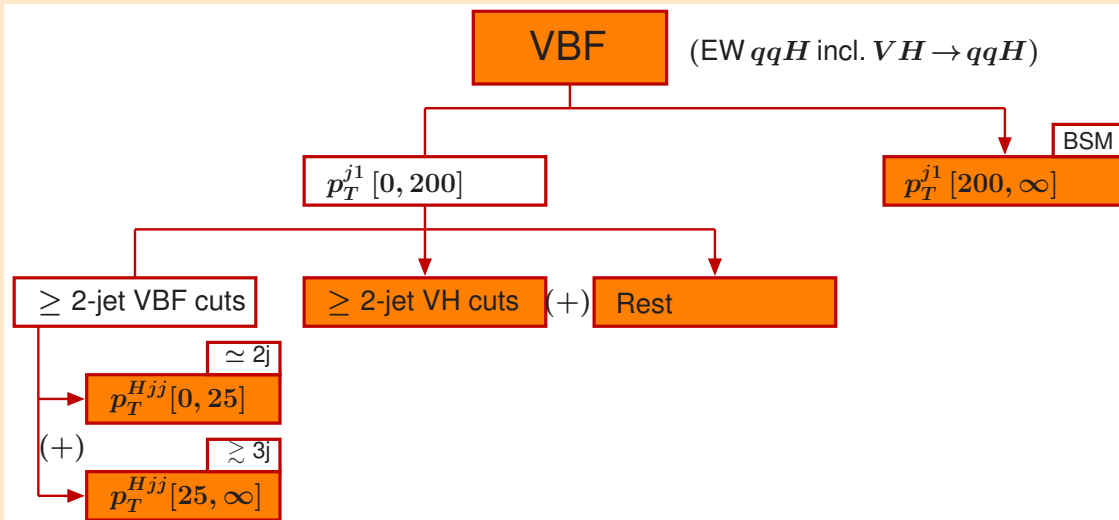 VBF
(EW qqH incl. VH → qqH)
BSM
p_T^{j1} [0, 200]
p_T^{j1} [200, ∞]
≥ 2-jet VBF cuts
≥ 2-jet VH cuts
(+)
Rest
≃ 2j
p_T^{Hjj} [0, 25]
(+)
≳ 3j
p_T^{Hjj} [25, ∞]